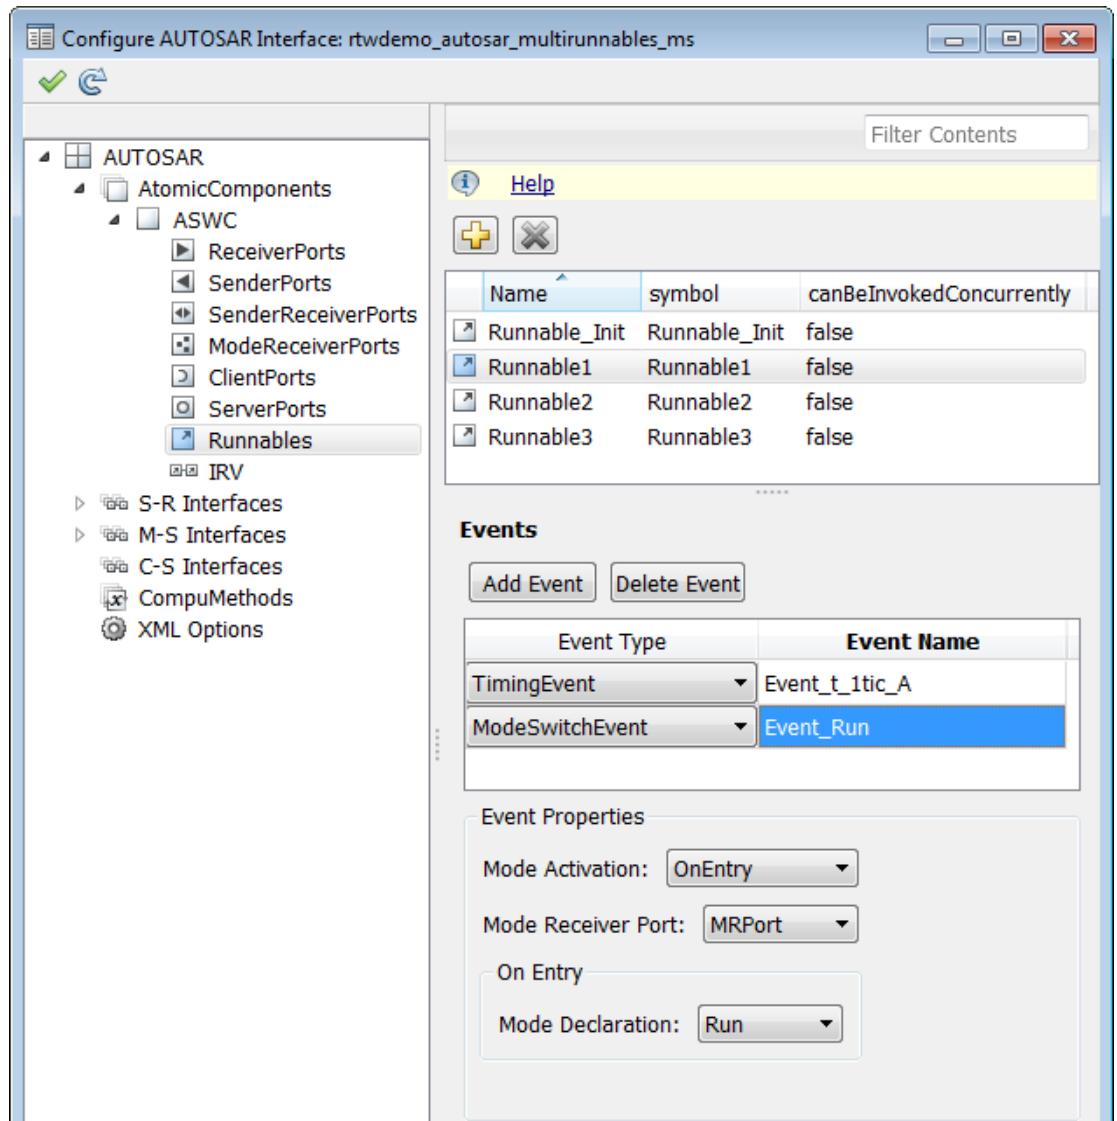 Configure AUTOSAR Interface: rtwdemo_autosar_multirunnables_ms
Filter Contents
AUTOSAR
AtomicComponents
ASWC
ReceiverPorts
SenderPorts
SenderReceiverPorts
ModeReceiverPorts
ClientPorts
ServerPorts
Runnables
IRV
S-R Interfaces
M-S Interfaces
C-S Interfaces
CompuMethods
XML Options
Help
Name symbol canBeInvokedConcurrently
Runnable_Init Runnable_Init false
Runnable1 Runnable1 false
Runnable2 Runnable2 false
Runnable3 Runnable3 false
Events
Add Event Delete Event
Event Type Event Name
TimingEvent Event_t_1tic_A
ModeSwitchEvent Event_Run
Event Properties
Mode Activation: OnEntry
Mode Receiver Port: MRPort
On Entry
Mode Declaration: Run